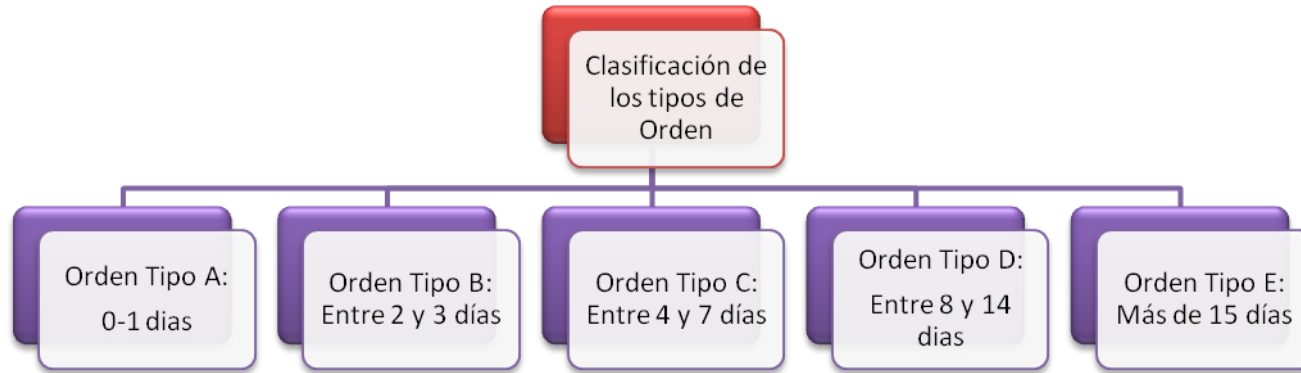 Clasificación de
los tipos de
Orden
Orden Tipo A:
0-1 dias
Orden Tipo B:
Entre 2 y 3 días
Orden Tipo C:
Entre 4 y 7 días
Orden Tipo D:
Entre 8 y 14
dias
Orden Tipo E:
Más de 15 días